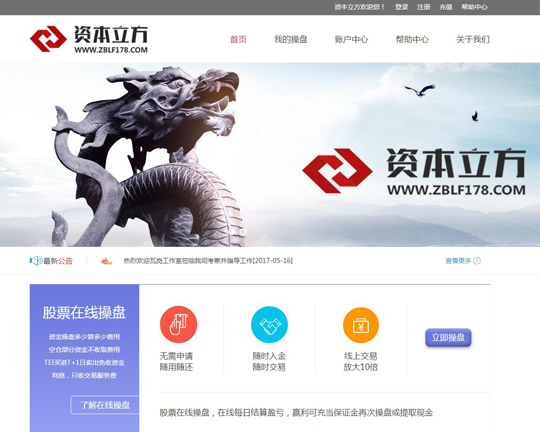 资本立方欢迎您！ 登录 注册 充值 帮助中心
资本立方
WWW.ZBLF178.COM
首页 我的操盘 账户中心 帮助中心 关于我们
资本立方
WWW.ZBLF178.COM
最新公告 热烈欢迎瓦岗工作室莅临我司考察并指导工作[2017-05-16] 查看更多
股票在线操盘
资金操盘多少算多少费用
空仓部分资金不收取费用
T日买进T+1日卖出免收资金
利息，只收交易服务费
了解在线操盘
无需申请
随用随还
随时入金
随时交易
线上交易
放大10倍
立即操盘
股票在线操盘，在线每日结算盈亏，赢利可充当保证金再次操盘或提取现金